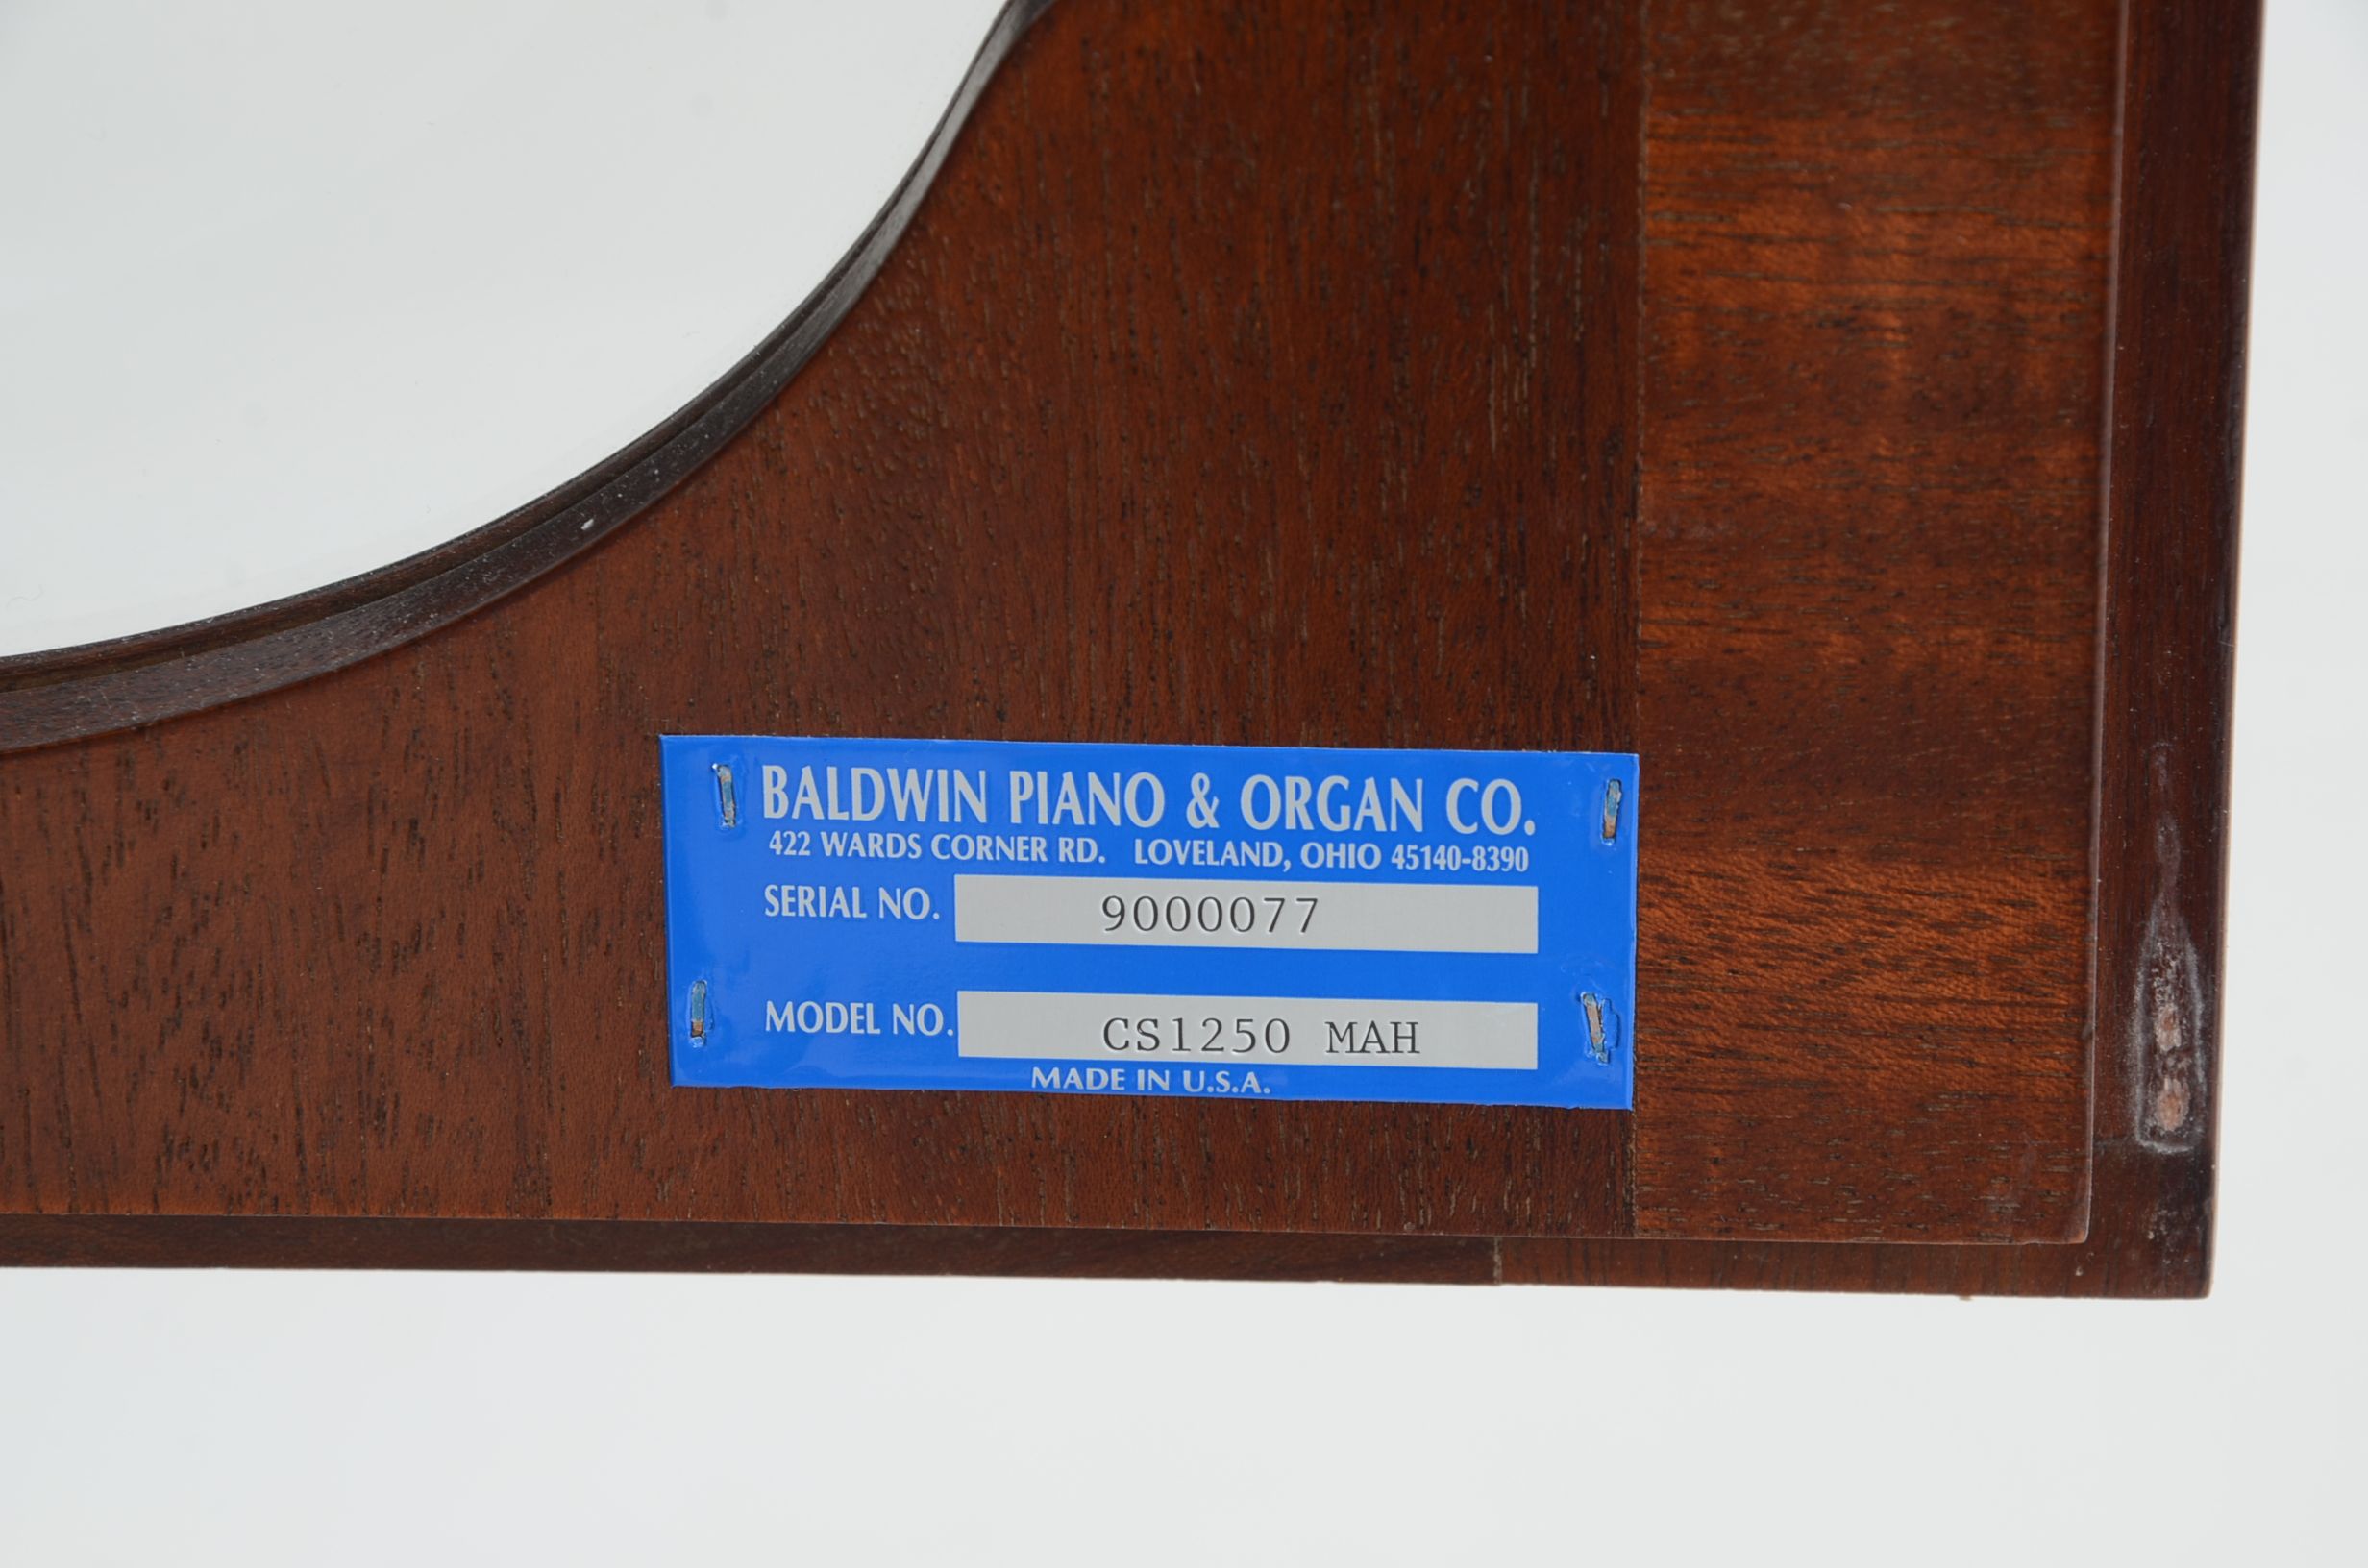 BALDWIN PIANO & ORGAN CO.
422 WARDS CORNER RD. LOVELAND, OHIO 45140-8390
SERIAL NO. 9000077
MODEL NO. CS1250 MAH
MADE IN U.S.A.